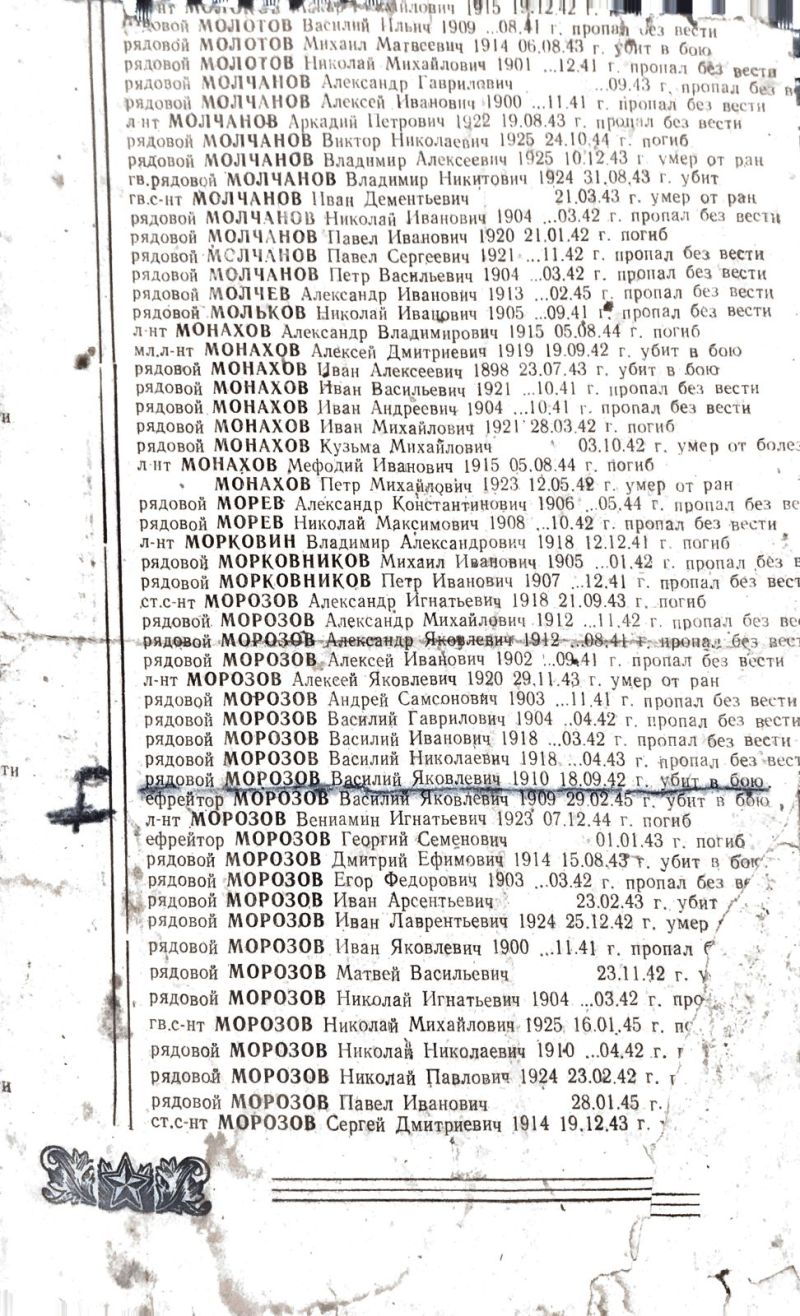 МОЛОТОВ Василий Ильич 1909 ...08.41 г. пропал без вести
рядовой МОЛОТОВ Михаил Матвеевич 1914 06.08.43 г. убит в бою
рядовой МОЛОТОВ Николай Михайлович 1901 ...12.41 г. пропал без вести
рядовой МОЛЧАНОВ Александр Гаврилович ...09.43 г. пропал без в
рядовой МОЛЧАНОВ Алексей Иванович 1900 ...11.41 г. пропал без вести
л-нт МОЛЧАНОВ Аркадий Петрович 1922 19.08.43 г. пропал без вести
рядовой МОЛЧАНОВ Виктор Николаевич 1925 24.10.44 г. погиб
рядовой МОЛЧАНОВ Владимир Алексеевич 1925 10.12.43 г умер от ран
гв.рядовой МОЛЧАНОВ Владимир Никитович 1924 31.08.43 г. убит
гв.с-нт МОЛЧАНОВ Иван Дементьевич 21.03.43 г. умер от ран
рядовой МОЛЧАНОВ Николай Иванович 1904 ...03.42 г. пропал без вести
рядовой МОЛЧАНОВ Павел Иванович 1920 21.01.42 г. погиб
рядовой МОЛЧАНОВ Павел Сергеевич 1921 ...11.42 г. пропал без вести
рядовой МОЛЧАНОВ Петр Васильевич 1904 ...03.42 г. пропал без вести
рядовой МОЛЧЕВ Александр Иванович 1913 ...02.45 г. пропал без вести
рядовой МОЛЬКОВ Николай Иванович 1905 ...09.41 г. пропал без вести
л-нт МОНАХОВ Александр Владимирович 1915 05.08.44 г. погиб
мл.л-нт МОНАХОВ Алексей Дмитриевич 1919 19.09.42 г. убит в бою
рядовой МОНАХОВ Иван Алексеевич 1898 23.07.43 г. убит в бою
рядовой МОНАХОВ Иван Васильевич 1921 ...10.41 г. пропал без вести
рядовой МОНАХОВ Иван Андреевич 1904 ...10.41 г. пропал без вести
рядовой МОНАХОВ Иван Михайлович 1921 28.03.42 г. погиб
рядовой МОНАХОВ Кузьма Михайлович 03.10.42 г. умер от болез
л-нт МОНАХОВ Мефодий Иванович 1915 05.08.44 г. погиб
МОНАХОВ Петр Михайлович 1923 12.05.42 г. умер от ран
рядовой МОРЕВ Александр Константинович 1906 ...05.44 г. пропал без ве
рядовой МОРЕВ Николай Максимович 1908 ...10.42 г. пропал без вести
л-нт МОРКОВИН Владимир Александрович 1918 12.12.41 г. погиб
рядовой МОРКОВНИКОВ Михаил Иванович 1905 ...01.42 г. пропал без в
рядовой МОРКОВНИКОВ Петр Иванович 1907 ...12.41 г. пропал без вест
ст.с-нт МОРОЗОВ Александр Игнатьевич 1918 21.09.43 г. погиб
рядовой МОРОЗОВ Александр Михайлович 1912 ...11.42 г. пропал без ве
рядовой МОРОЗОВ Александр Яковлевич 1912 ...08.41 г. пропал без вест
рядовой МОРОЗОВ Алексей Иванович 1902 ...09.41 г. пропал без вести
л-нт МОРОЗОВ Алексей Яковлевич 1920 29.11.43 г. умер от ран
рядовой МОРОЗОВ Андрей Самсонович 1903 ...11.41 г. пропал без вести
рядовой МОРОЗОВ Василий Гаврилович 1904 ..04.42 г. пропал без вести
рядовой МОРОЗОВ Василий Иванович 1918 ...03.42 г. пропал без вести
ти рядовой МОРОЗОВ Василий Николаевич 1918 ...04.43 г. пропал без вест
рядовой МОРОЗОВ Василий Яковлевич 1910 18.09.42 г. убит в бою
ефрейтор МОРОЗОВ Василий Яковлевич 1909 29.02.45 г. убит в бою
л-нт МОРОЗОВ Вениамин Игнатьевич 1923 07.12.44 г. погиб
ефрейтор МОРОЗОВ Георгий Семенович 01.01.43 г. погиб
рядовой МОРОЗОВ Дмитрий Ефимович 1914 15.08.43 г. убит в бою
рядовой МОРОЗОВ Егор Федорович 1903 ...03.42 г. пропал без ве
рядовой МОРОЗОВ Иван Арсентьевич 23.02.43 г. убит
рядовой МОРОЗОВ Иван Лаврентьевич 1924 25.12.42 г. умер
рядовой МОРОЗОВ Иван Яковлевич 1900 ...11.41 г. пропал
рядовой МОРОЗОВ Матвей Васильевич 23.11.42 г. у
рядовой МОРОЗОВ Николай Игнатьевич 1904 ...03.42 г. про
гв.с-нт МОРОЗОВ Николай Михайлович 1925 16.01.45 г. по
рядовой МОРОЗОВ Николай Николаевич 1910 ...04.42 г.
рядовой МОРОЗОВ Николай Павлович 1924 23.02.42 г.
рядовой МОРОЗОВ Павел Иванович 28.01.45 г.
ст.с-нт МОРОЗОВ Сергей Дмитриевич 1914 19.12.43 г.